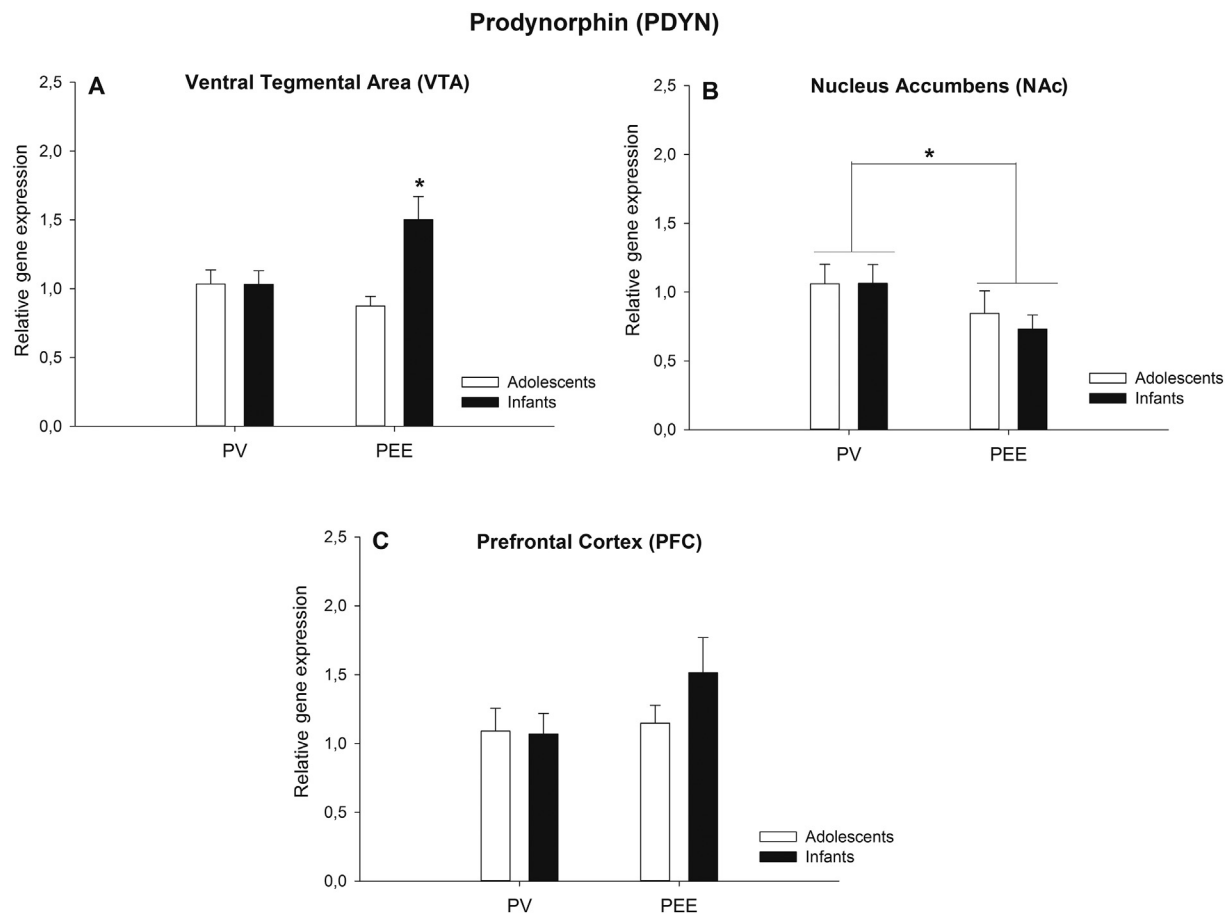 Prodynorphin (PDYN)
A
Ventral Tegmental Area (VTA)
2,5
2,0
1,5
1,0
0,5
0,0
Relative gene expression
*
Adolescents
Infants
PV
PEE
B
Nucleus Accumbens (NAc)
2,5
2,0
1,5
1,0
0,5
0,0
Relative gene expression
*
Adolescents
Infants
PV
PEE
C
Prefrontal Cortex (PFC)
2,5
2,0
1,5
1,0
0,5
0,0
Relative gene expression
Adolescents
Infants
PV
PEE